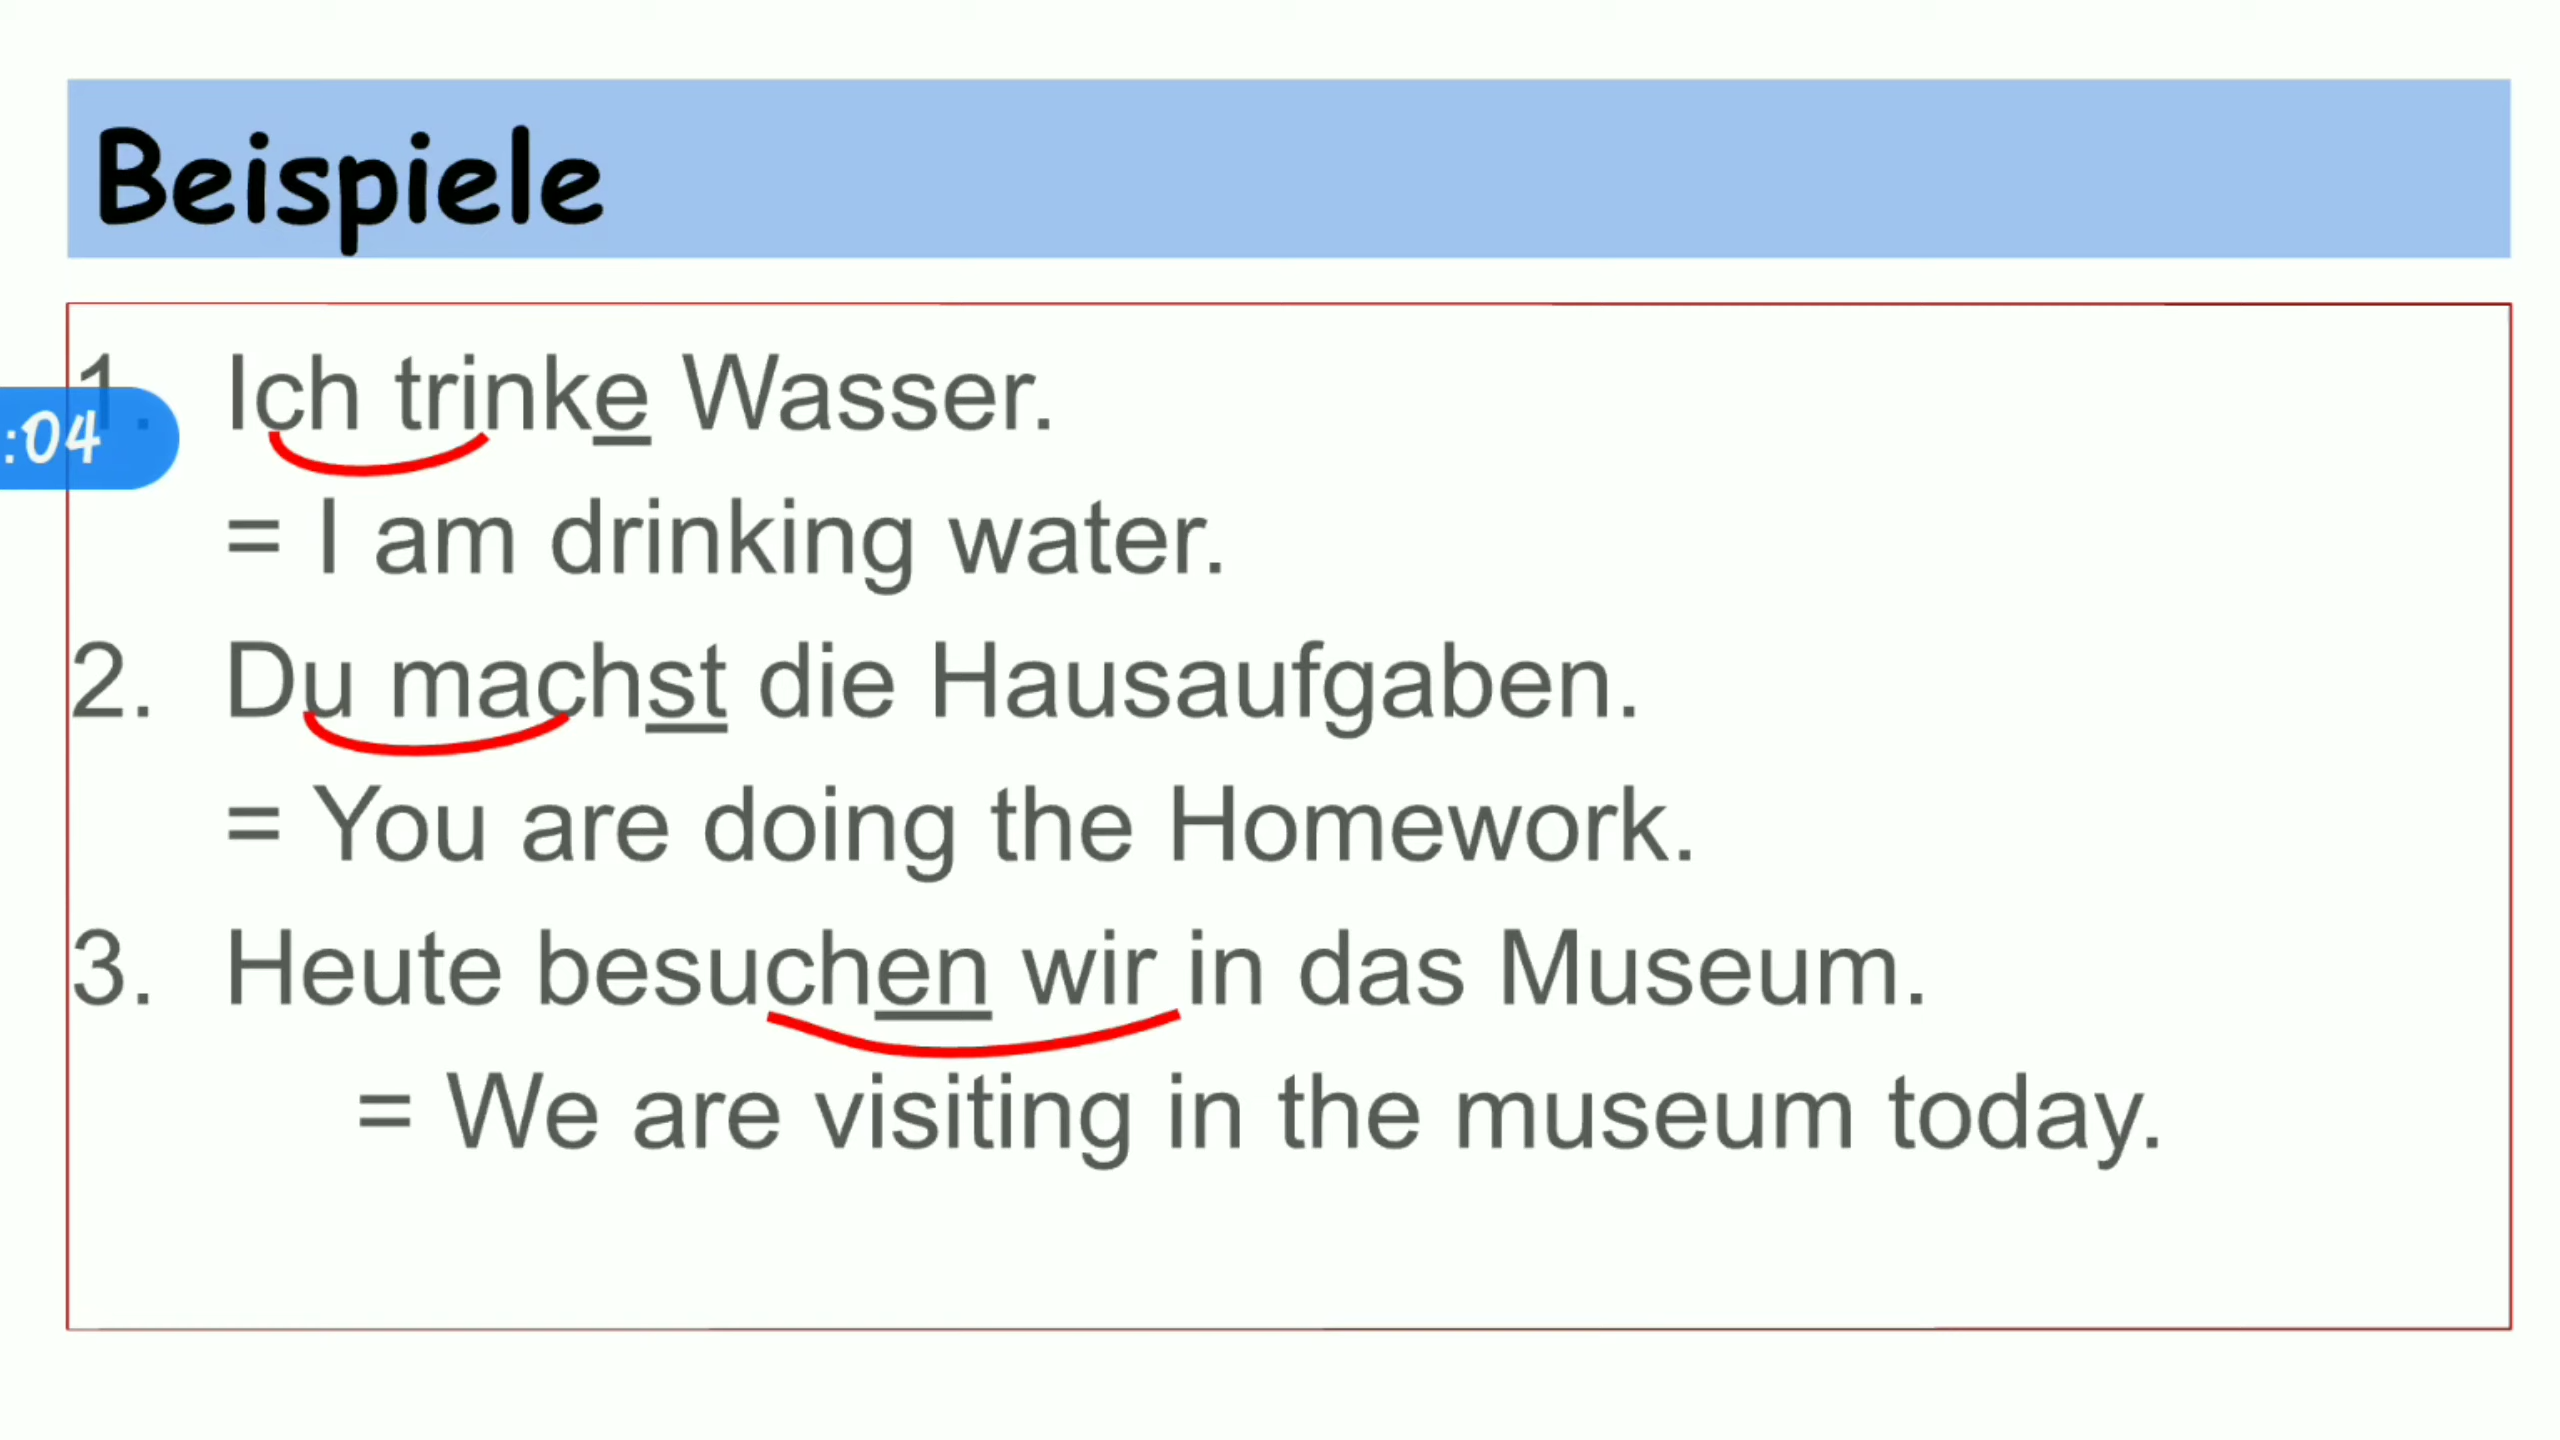 Beispiele
1. Ich trinke Wasser.
:04
= I am drinking water.
2. Du machst die Hausaufgaben.
= You are doing the Homework.
3. Heute besuchen wir in das Museum.
= We are visiting in the museum today.